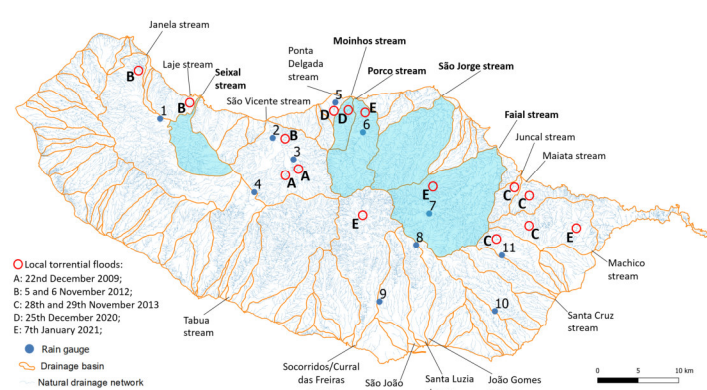 Janela stream
Laje stream
Seixal
stream
São Vicente stream
Ponta
Delgada
stream
Moinhos stream
Porco stream
São Jorge stream
Faial stream
Juncal stream
Maiata stream
B
B
1
2
B
3
A
A
4
5
D
D
E
6
E
7
E
8
C
C
C
C
E
11
9
10
Machico
stream
Santa Cruz
stream
Tabua
stream
Socorridos/Curral
das Freiras
São João
Santa Luzia
João Gomes
Local torrential floods:
A: 22nd December 2009;
B: 5 and 6 November 2012;
C: 28th and 29th November 2013
D: 25th December 2020;
E: 7th January 2021;
Rain gauge
Drainage basin
Natural drainage network
0 5 10 km